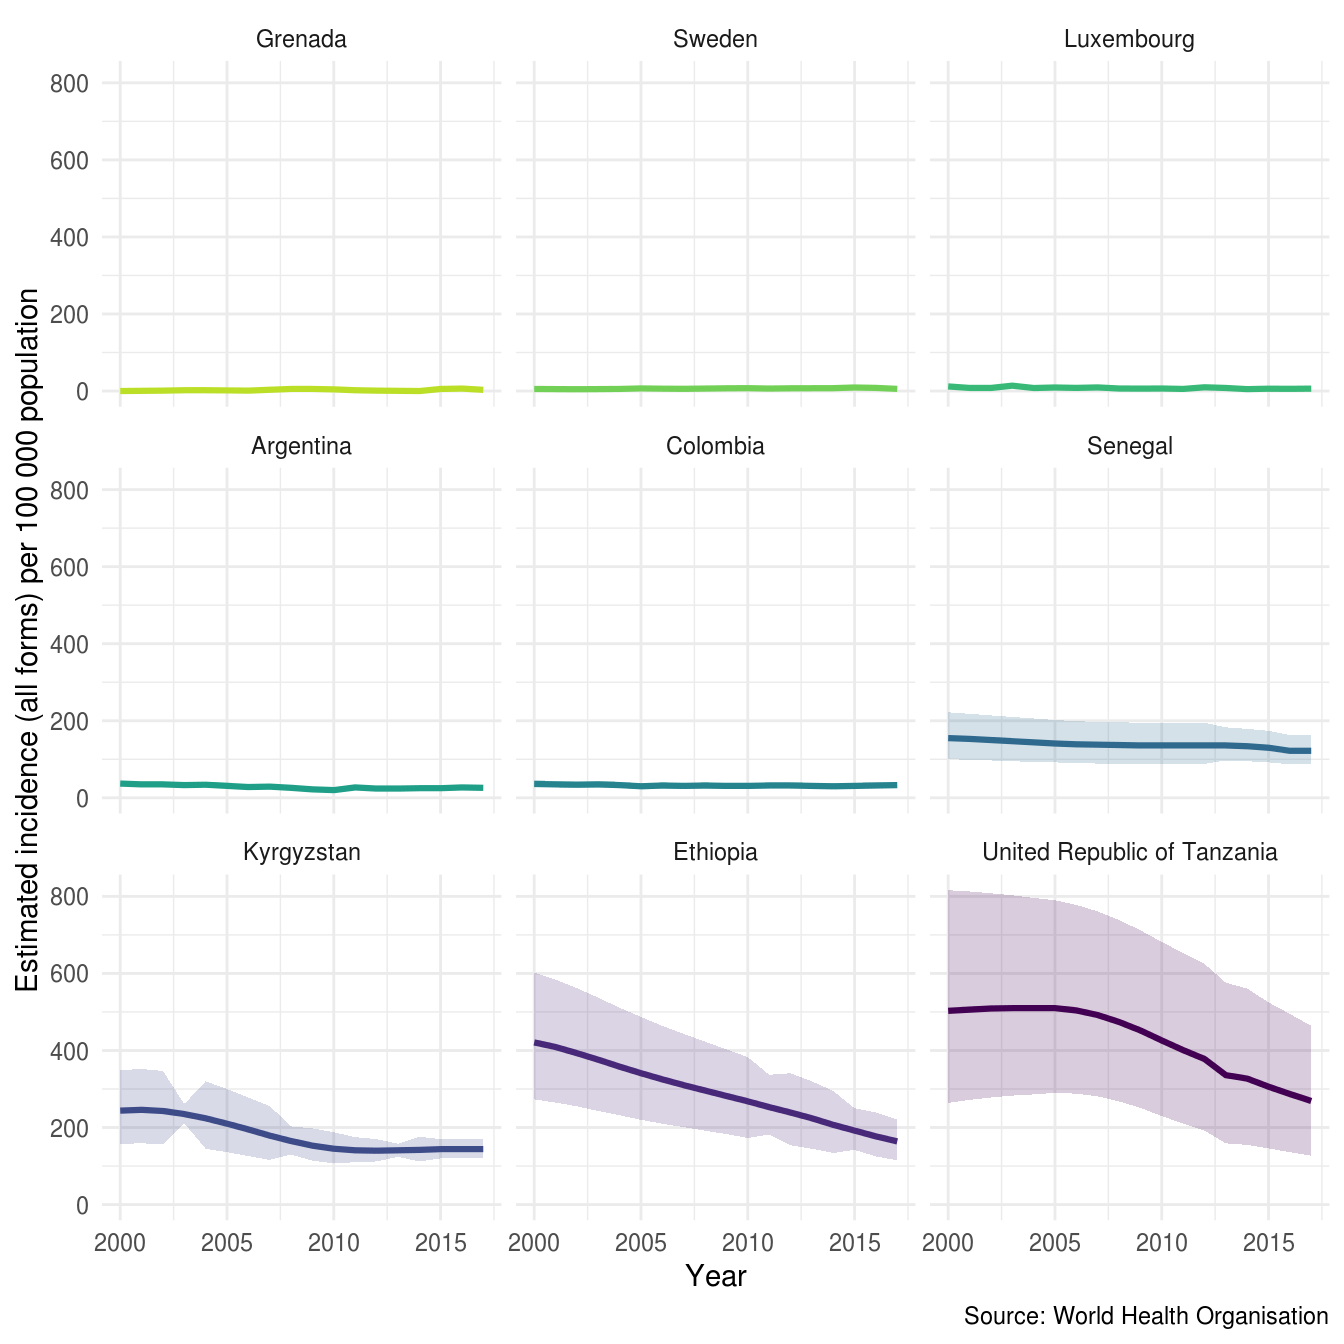 Grenada Sweden Luxembourg
800
600
400
200
0
Argentina Colombia Senegal
800
600
400
200
0
Kyrgyzstan Ethiopia United Republic of Tanzania
800
600
400
200
0
2000 2005 2010 2015 2000 2005 2010 2015 2000 2005 2010 2015
Estimated incidence (all forms) per 100 000 population
Year
Source: World Health Organisation